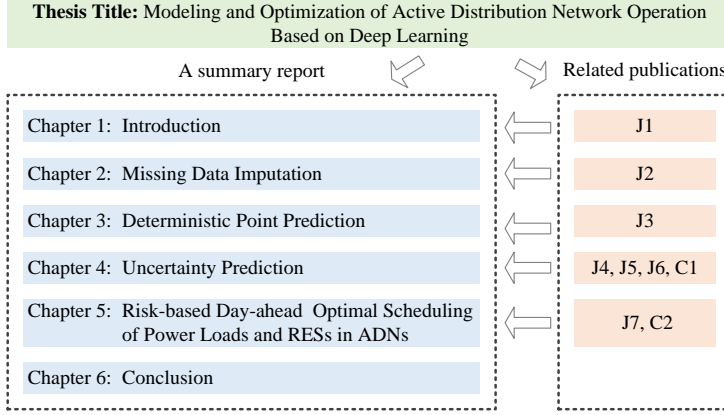 Thesis Title: Modeling and Optimization of Active Distribution Network Operation
Based on Deep Learning
A summary report
Related publications
Chapter 1: Introduction
J1
Chapter 2: Missing Data Imputation
J2
Chapter 3: Deterministic Point Prediction
J3
Chapter 4: Uncertainty Prediction
J4, J5, J6, C1
Chapter 5: Risk-based Day-ahead Optimal Scheduling
of Power Loads and RESs in ADNs
J7, C2
Chapter 6: Conclusion